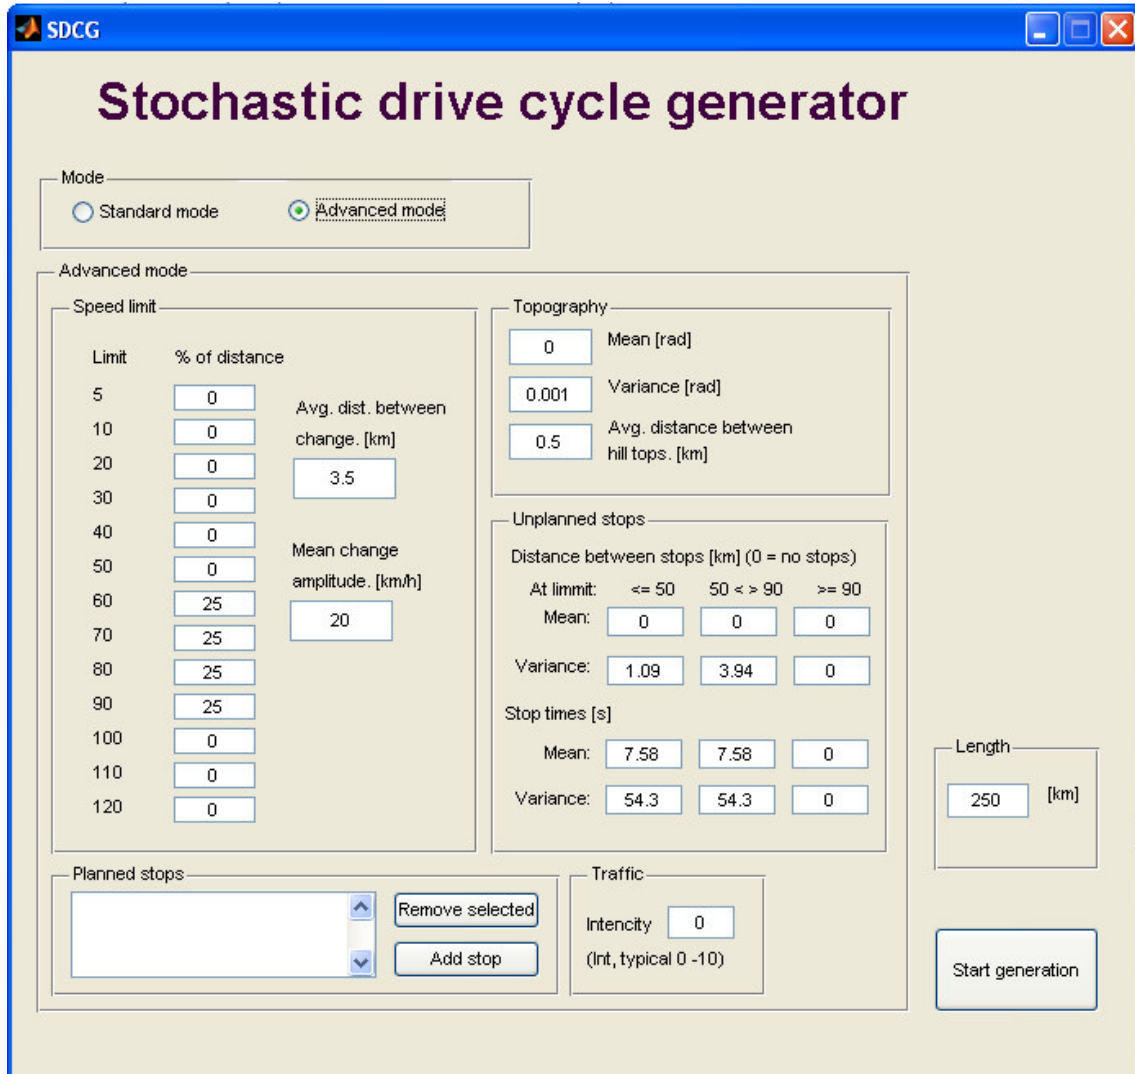 SDCG
Stochastic drive cycle generator
Mode
Standard mode
Advanced mode
Advanced mode
Speed limit
Limit % of distance
5 0
10 0
20 0
30 0
40 0
50 0
60 25
70 25
80 25
90 25
100 0
110 0
120 0
Avg. dist. between
change. [km]
3.5
Mean change
amplitude. [km/h]
20
Topography
0 Mean [rad]
0.001 Variance [rad]
0.5 Avg. distance between
hill tops. [km]
Unplanned stops
Distance between stops [km] (0 = no stops)
At limmit: <= 50 50 < > 90 >= 90
Mean: 0 0 0
Variance: 1.09 3.94 0
Stop times [s]
Mean: 7.58 7.58 0
Variance: 54.3 54.3 0
Planned stops
Remove selected
Add stop
Traffic
Intencity 0
(Int, typical 0 -10)
Length
250 [km]
Start generation